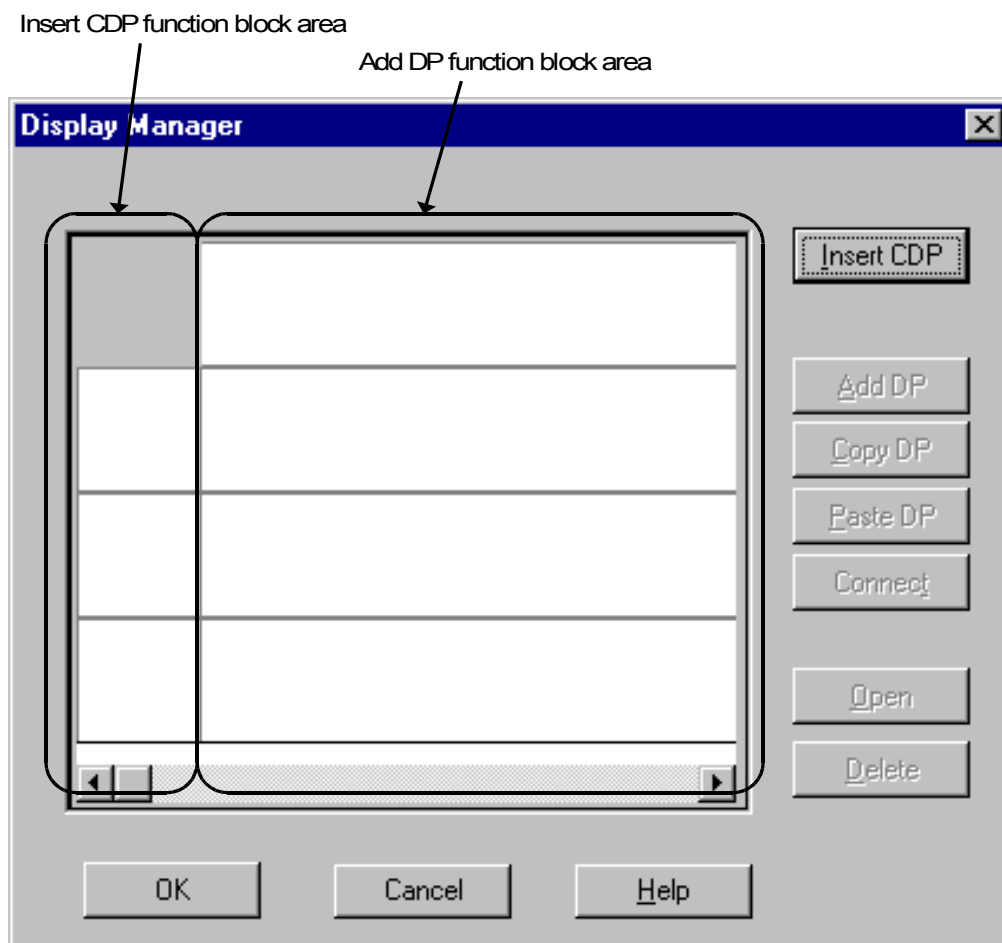 Insert CDP function block area
Add DP function block area
Display Manager
Insert CDP
Add DP
Copy DP
Paste DP
Connect
Open
Delete
OK
Cancel
Help